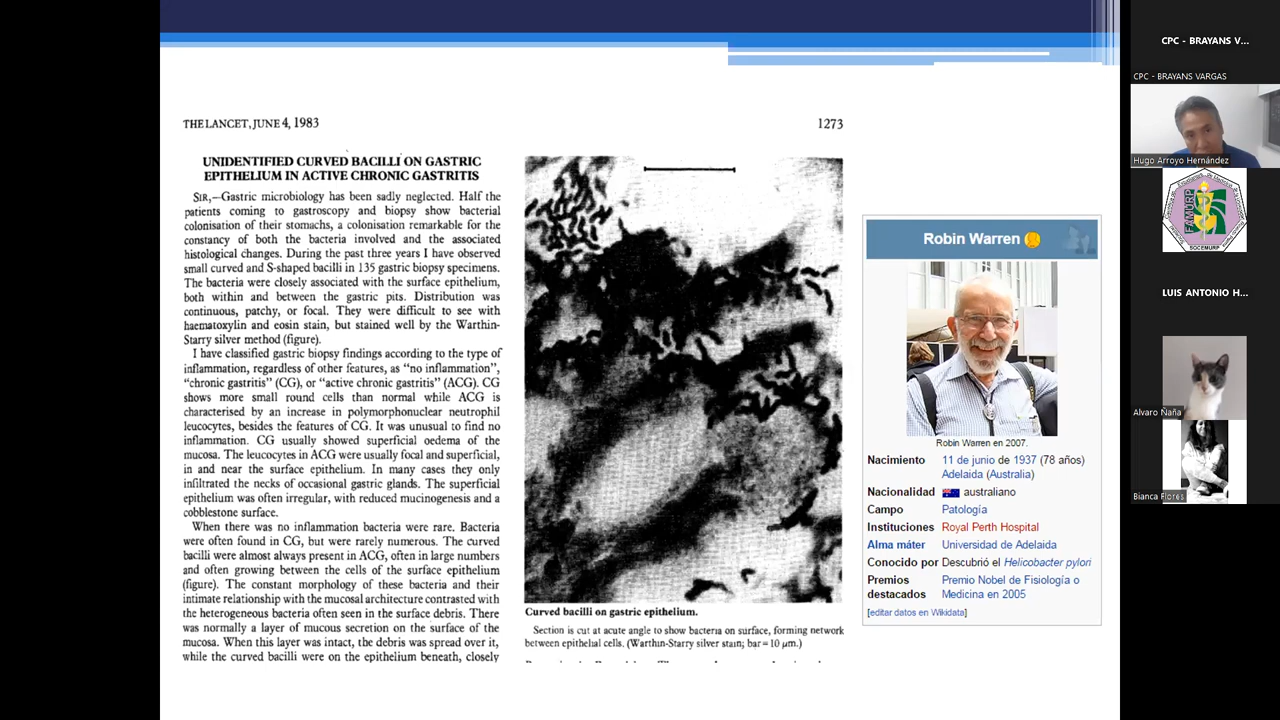 THE LANCET, JUNE 4, 1983
1273
UNIDENTIFIED CURVED BACILLI ON GASTRIC
EPITHELIUM IN ACTIVE CHRONIC GASTRITIS
SIR,—Gastric microbiology has been sadly neglected. Half the
patients coming to gastroscopy and biopsy show bacterial
colonisation of their stomachs, a colonisation remarkable for the
constancy of both the bacteria involved and the associated
histological changes. During the past three years I have observed
small curved and S-shaped bacilli in 135 gastric biopsy specimens.
The bacteria were closely associated with the surface epithelium,
both within and between the gastric pits. Distribution was
continuous, patchy, or focal. They were difficult to see with
haematoxylin and eosin stain, but stained well by the Warthin-
Starry silver method (figure).
I have classified gastric biopsy findings according to the type of
inflammation, regardless of other features, as “no inflammation”,
“chronic gastritis” (CG), or “active chronic gastritis” (ACG). CG
shows more small round cells than normal while ACG is
characterised by an increase in polymorphonuclear neutrophil
leucocytes, besides the features of CG. It was unusual to find no
inflammation. CG usually showed superficial oedema of the
mucosa. The leucocytes in ACG were usually focal and superficial,
in and near the surface epithelium. In many cases they only
infiltrated the necks of occasional gastric glands. The superficial
epithelium was often irregular, with reduced mucinogenesis and a
cobblestone surface.
When there was no inflammation bacteria were rare. Bacteria
were often found in CG, but were rarely numerous. The curved
bacilli were almost always present in ACG, often in large numbers
and often growing between the cells of the surface epithelium
(figure). The constant morphology of these bacteria and their
intimate relationship with the mucosal architecture contrasted with
the heterogeneous bacteria often seen in the surface debris. There
was normally a layer of mucous secretion on the surface of the
mucosa. When this layer was intact, the debris was spread over it,
while the curved bacilli were on the epithelium beneath, closely
Curved bacilli on gastric epithelium.
Section is cut at acute angle to show bacteria on surface, forming network
between epithelial cells. (Warthin-Starry silver stain; bar = 10 µm.)
Robin Warren
Robin Warren en 2007.
Nacimiento 11 de junio de 1937 (78 años)
Adelaida (Australia)
Nacionalidad australiano
Campo Patología
Instituciones Royal Perth Hospital
Alma máter Universidad de Adelaida
Conocido por Descubrió el Helicobacter pylori
Premios destacados Premio Nobel de Fisiología o
Medicina en 2005
[editar datos en Wikidata]
CPC - BRAYANS V...
CPC - BRAYANS VARGAS
Hugo Arroyo Hernández
FAMURP
SOCEMURP
LUIS ANTONIO H...
Alvaro Ñaña
Bianca Flores